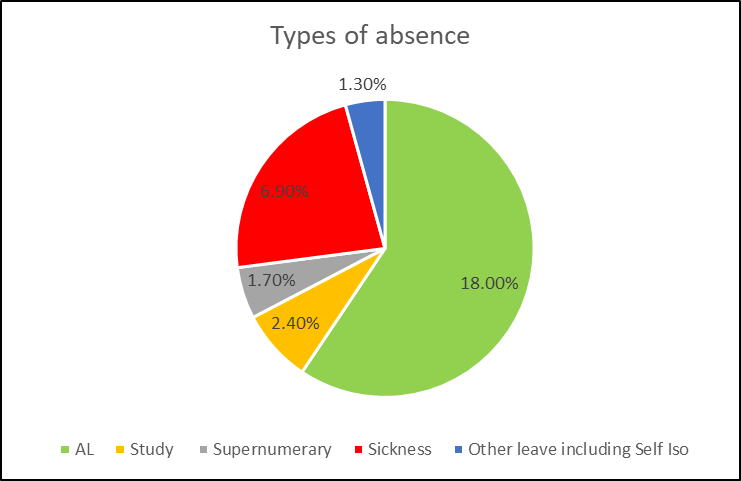 Types of absence
1.30%
6.90%
18.00%
1.70%
2.40%
AL Study Supernumerary Sickness Other leave including Self Iso